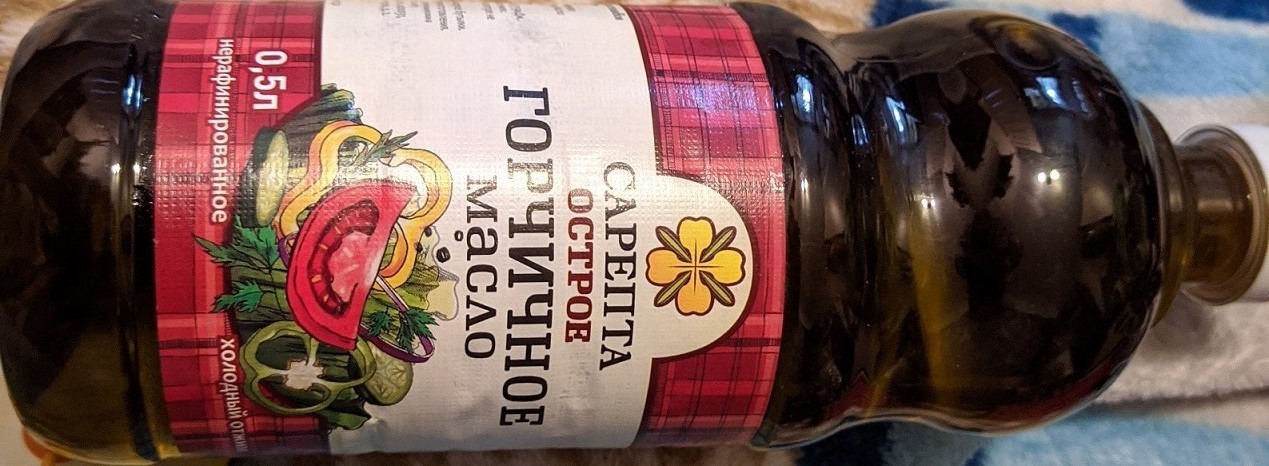 САРЕПТА
ОСТРОЕ
ГОРЧИЧНОЕ
МАСЛО
0,5л
нерафинированное
холодный отжим